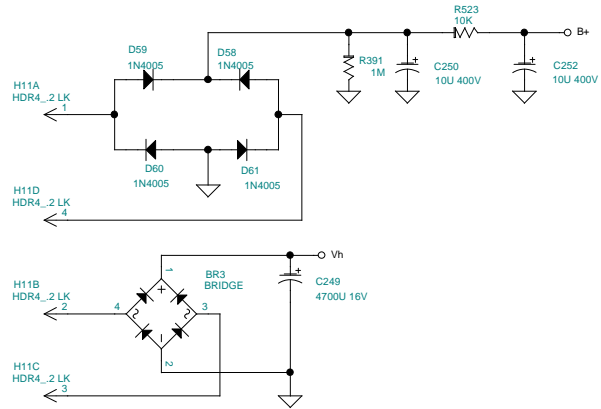 R523
10K
B+
D59
1N4005
D58
1N4005
R391
1M
C250
10U 400V
C252
10U 400V
H11A
HDR4_.2 LK
1
D60
1N4005
D61
1N4005
H11D
HDR4_.2 LK
4
Vh
1
BR3
BRIDGE
C249
4700U 16V
H11B
HDR4_.2 LK
2
4
3
2
H11C
HDR4_.2 LK
3